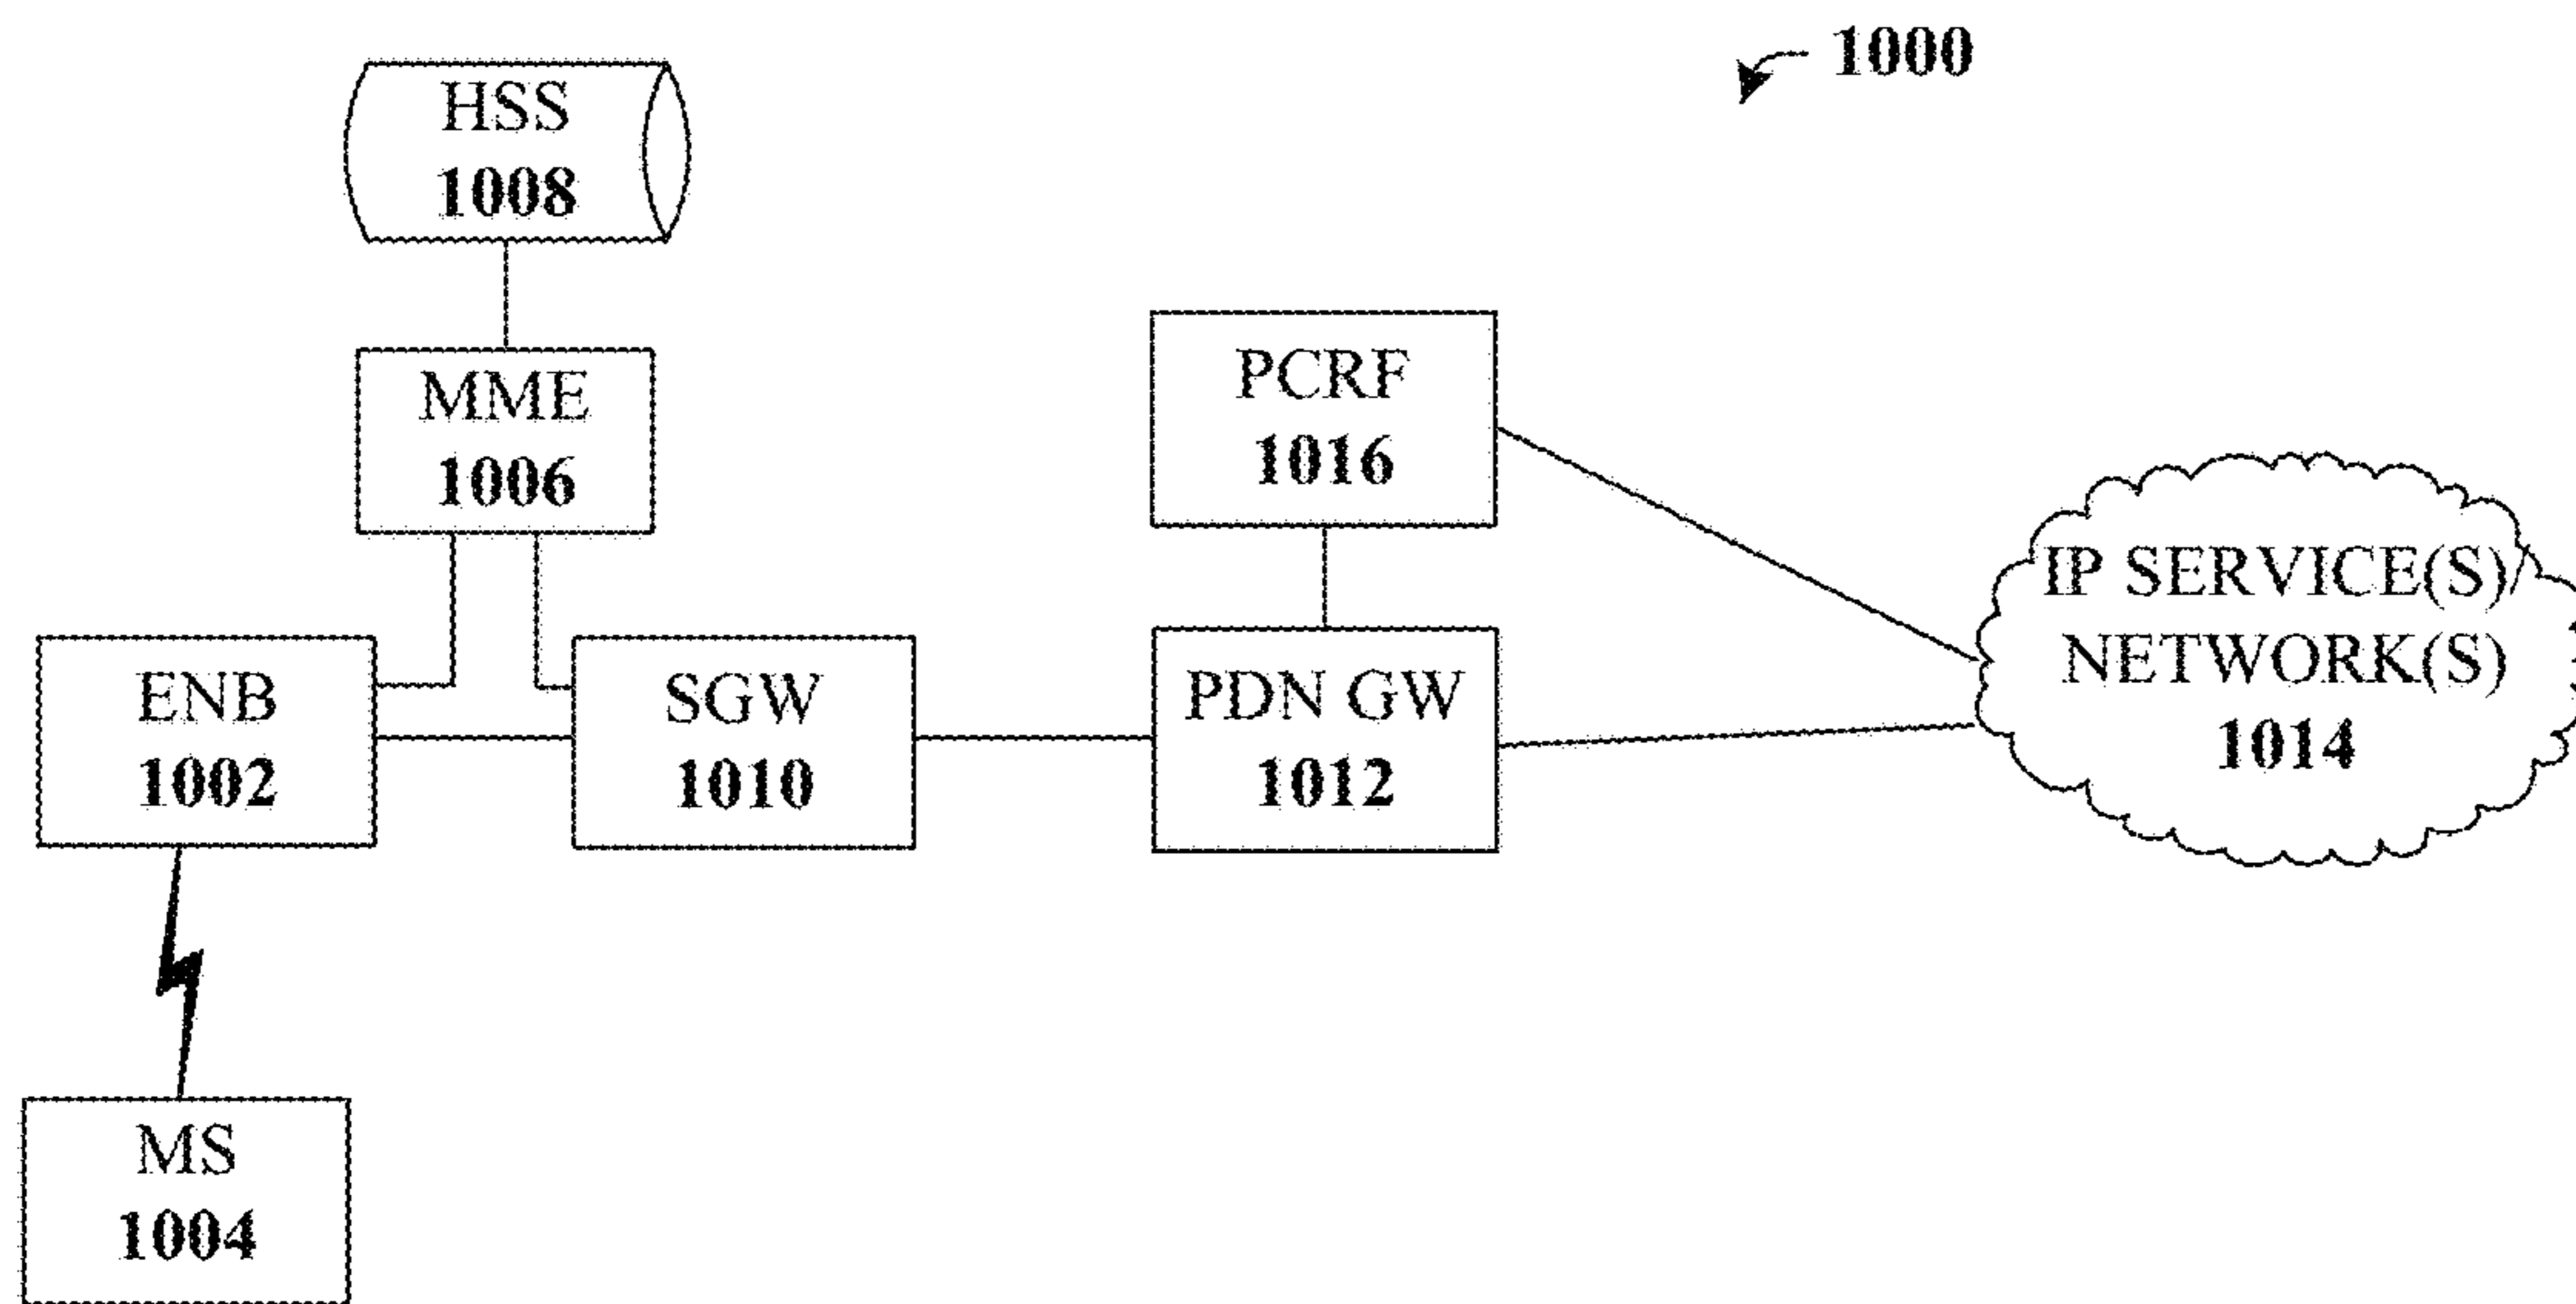 1000
HSS
1008
MME
1006
PCRF
1016
IP SERVICE(S)/
NETWORK(S)
1014
ENB
1002
SGW
1010
PDN GW
1012
MS
1004